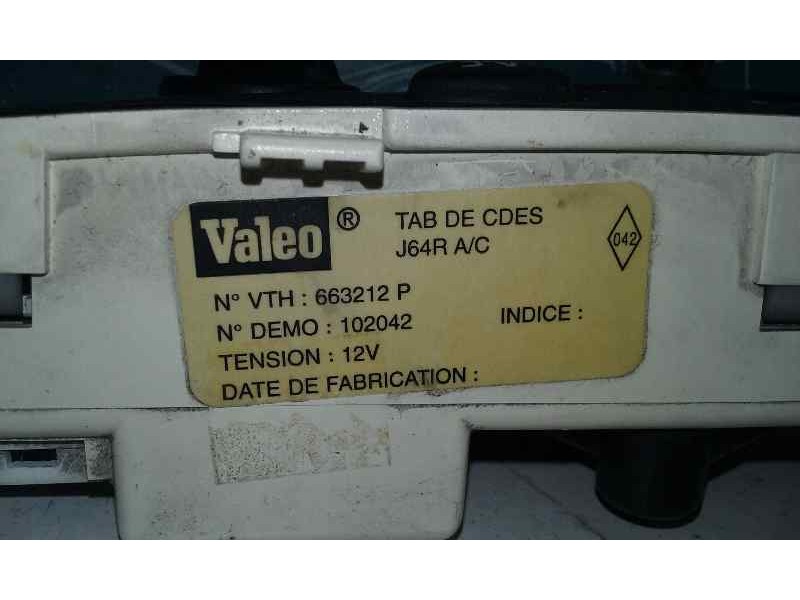 Valeo ® TAB DE CDES
J64R A/C
042
N° VTH : 663212 P
N° DEMO : 102042
INDICE :
TENSION : 12V
DATE DE FABRICATION :